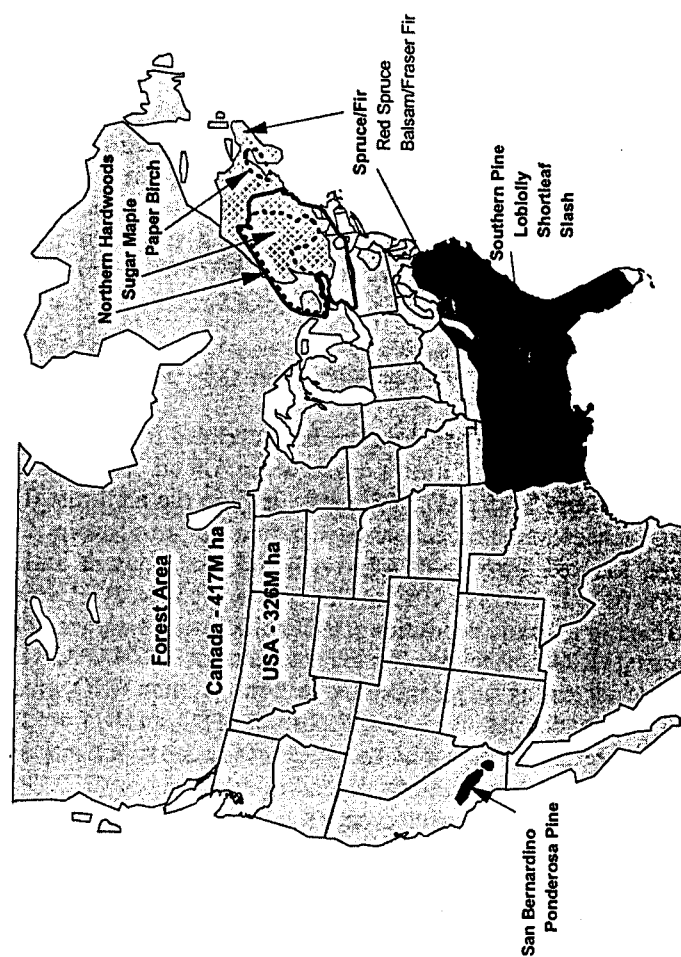 Northern Hardwoods
Sugar Maple
Paper Birch
Forest Area
Canada - 417M ha
USA - 326M ha
Spruce/Fir
Red Spruce
Balsam/Fraser Fir
Southern Pine
Loblolly
Shortleaf
Slash
San Bernardino
Ponderosa Pine